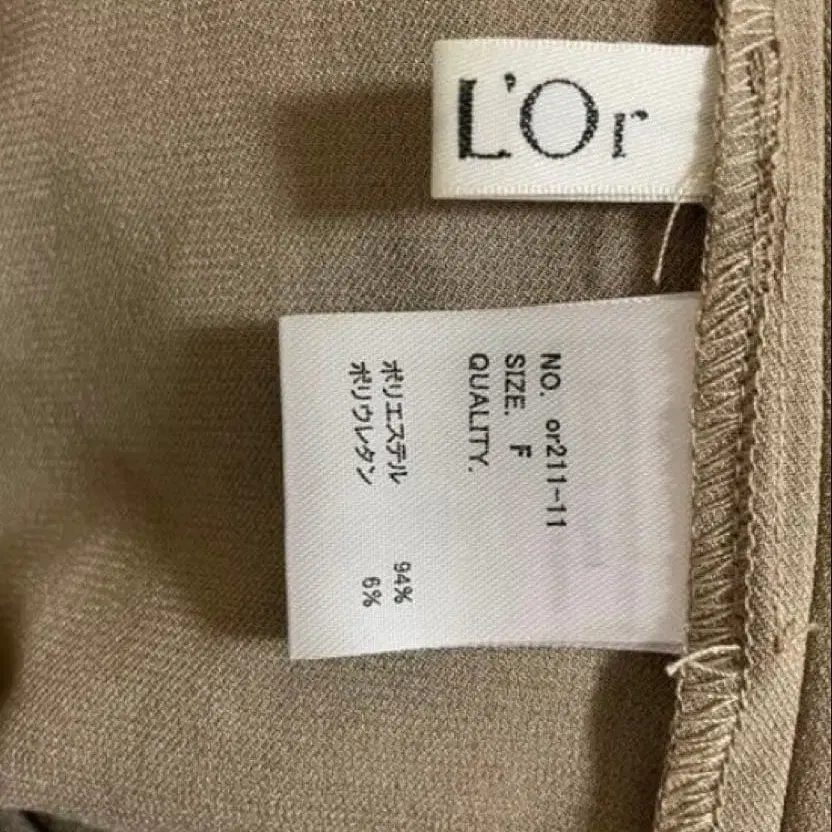 L'Or
NO. or211-11
SIZE. F
QUALITY.
ポリエステル 94%
ポリウレタン 6%